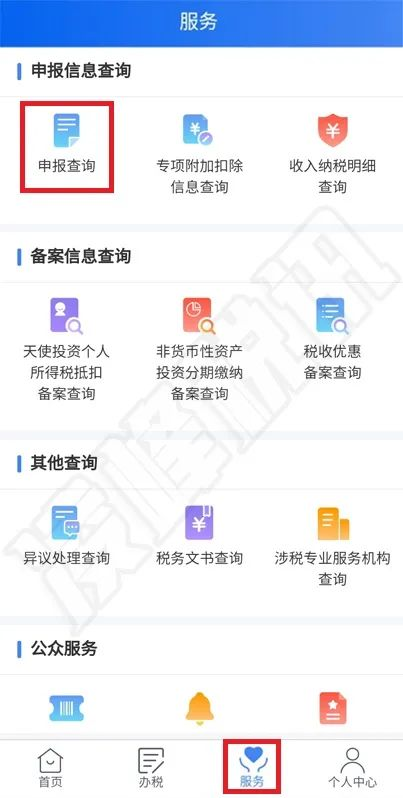 服务
申报信息查询
申报查询
专项附加扣除
信息查询
收入纳税明细
查询
备案信息查询
天使投资个人
所得税抵扣
备案查询
非货币性资产
投资分期缴纳
备案查询
税收优惠
备案查询
其他查询
异议处理查询
税务文书查询
涉税专业服务机构
查询
公众服务
首页
办税
服务
个人中心